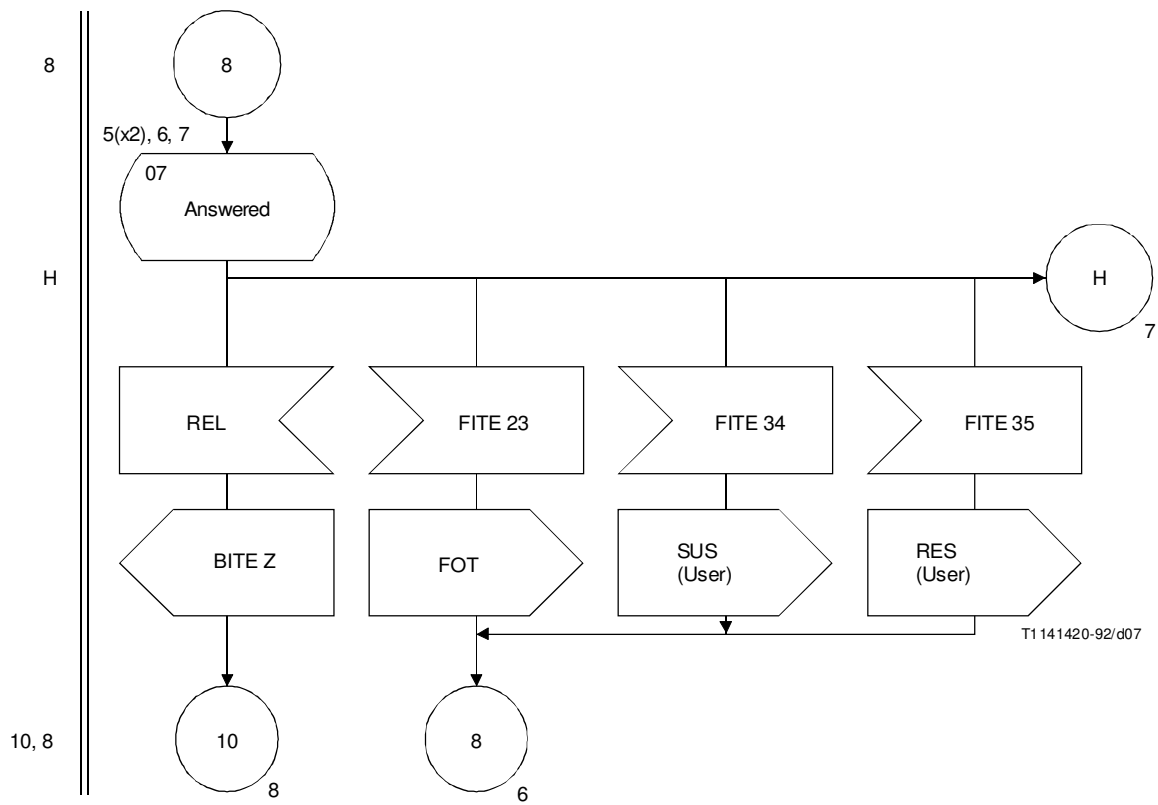 8
8
5(x2), 6, 7
07
Answered
H
H
7
REL
FITE 23
FITE 34
FITE 35
BITE Z
FOT
SUS
(User)
RES
(User)
T1141420-92/d07
10, 8
10
8
8
6